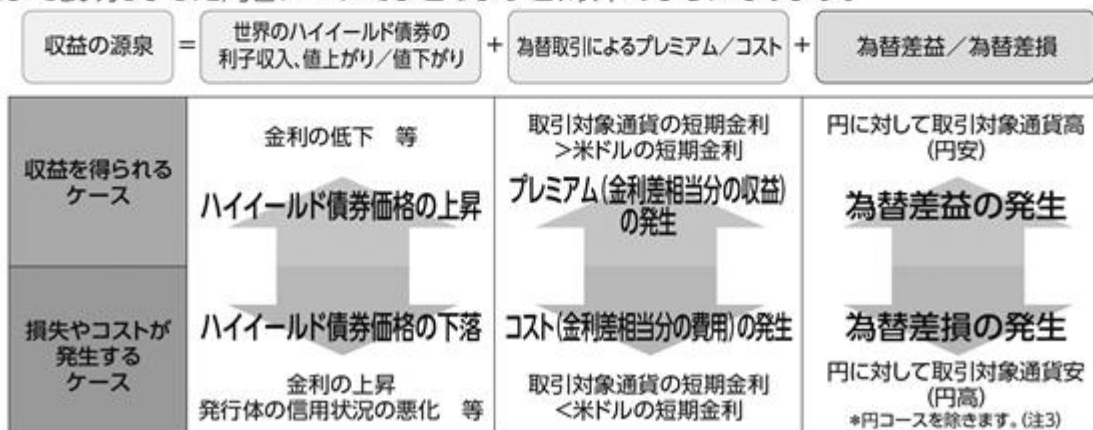 収益の源泉 = 世界のハイイールド債券の
利子収入、値上がり/値下がり + 為替取引によるプレミアム/コスト + 為替差益/為替差損
収益を得られる
ケース
金利の低下 等
ハイイールド債券価格の上昇
取引対象通貨の短期金利
>米ドルの短期金利
プレミアム(金利差相当分の収益)
の発生
円に対して取引対象通貨高
(円安)
為替差益の発生
損失やコストが
発生する
ケース
ハイイールド債券価格の下落
金利の上昇
発行体の信用状況の悪化 等
コスト(金利差相当分の費用)の発生
取引対象通貨の短期金利
<米ドルの短期金利
為替差損の発生
円に対して取引対象通貨安
(円高)
*円コースを除きます。(注3)